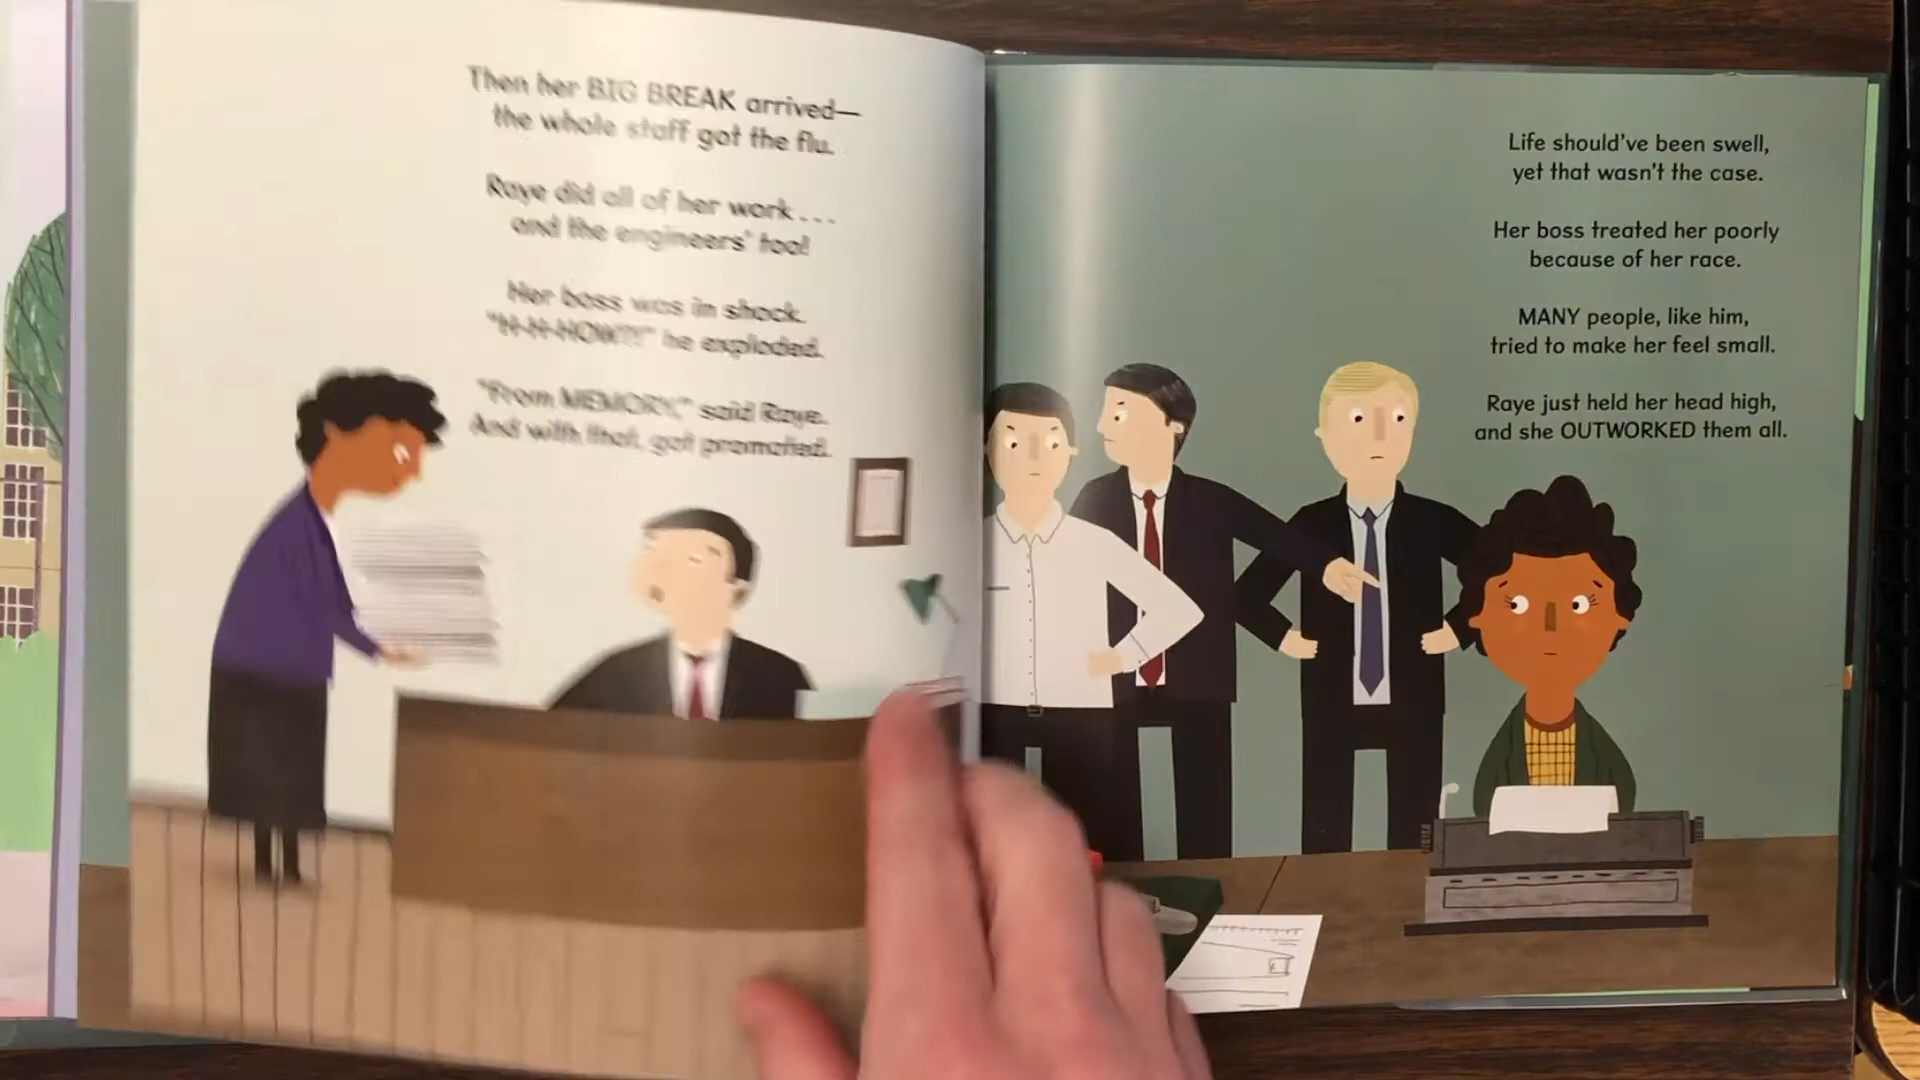 Then her BIG BREAK arrived—
the whole staff got the flu.
Raye did all of her work...
and the engineers' too!
Her boss was in shock.
"H-H-HOW?!" he exploded.
"From MEMORY," said Raye.
And with that, got promoted.
Life should've been swell,
yet that wasn't the case.
Her boss treated her poorly
because of her race.
MANY people, like him,
tried to make her feel small.
Raye just held her head high,
and she OUTWORKED them all.